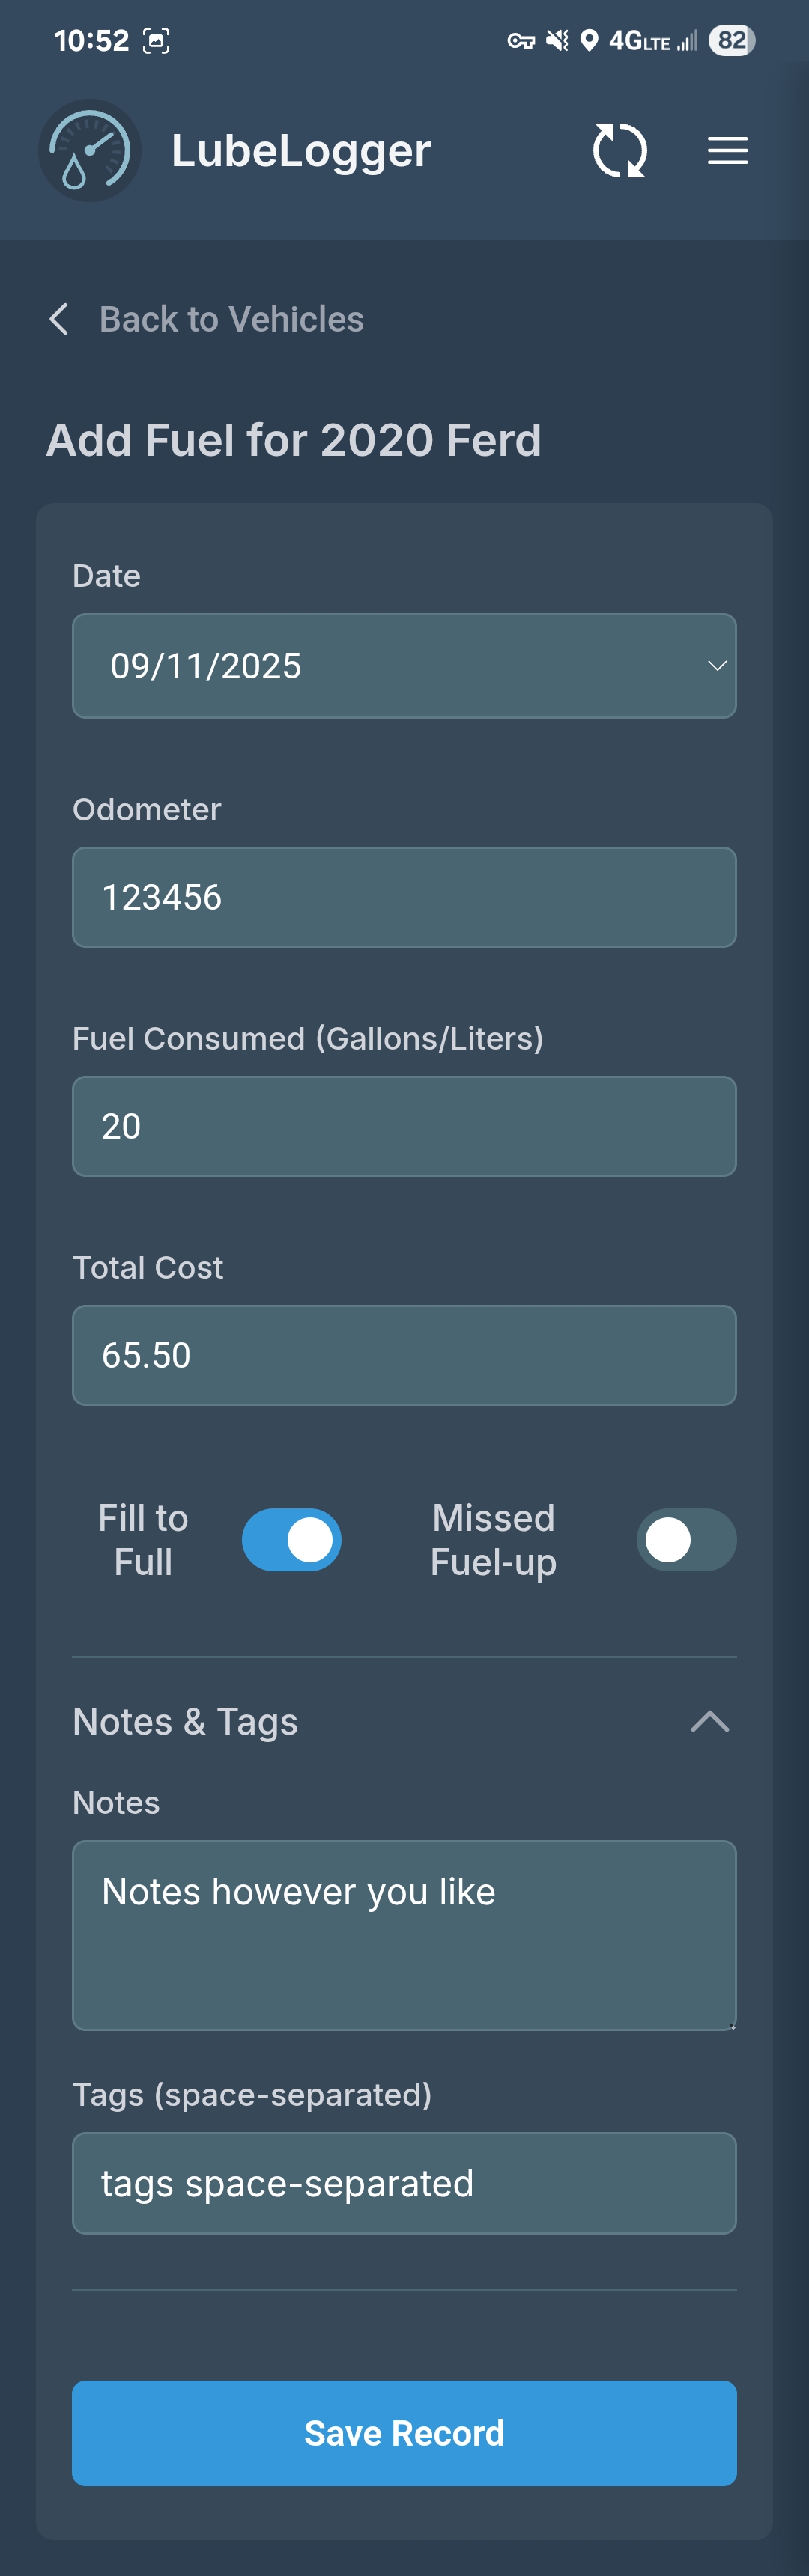 10:52
4G LTE 82
LubeLogger
Back to Vehicles
Add Fuel for 2020 Ferd
Date
09/11/2025
Odometer
123456
Fuel Consumed (Gallons/Liters)
20
Total Cost
65.50
Fill to
Full
Missed
Fuel-up
Notes & Tags
Notes
Notes however you like
Tags (space-separated)
tags space-separated
Save Record